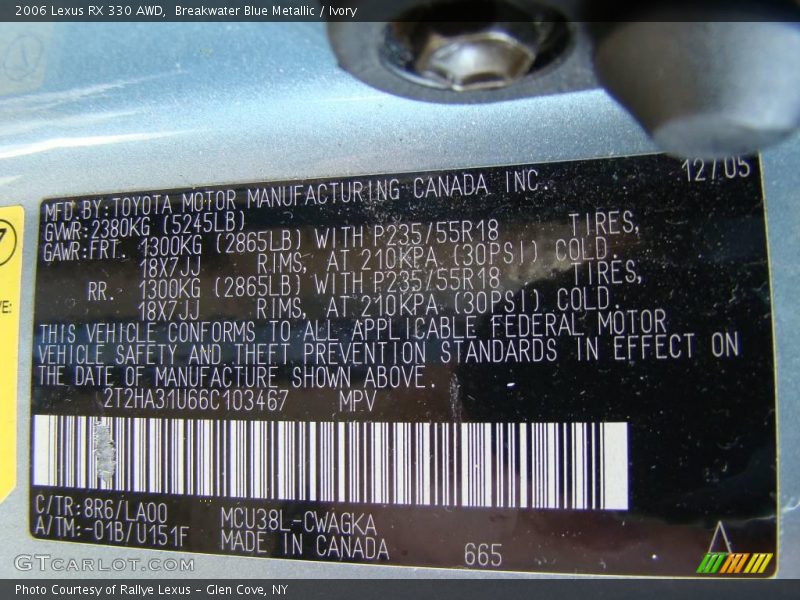 2006 Lexus RX 330 AWD, Breakwater Blue Metallic / Ivory
12/05
MFD.BY:TOYOTA MOTOR MANUFACTURING CANADA INC.
GVWR:2380KG (5245LB)
GAWR:FRT. 1300KG (2865LB) WITH P235/55R18 TIRES,
18X7JJ RIMS, AT 210KPA (30PSI) COLD.
RR. 1300KG (2865LB) WITH P235/55R18 TIRES,
18X7JJ RIMS, AT 210KPA (30PSI) COLD.
THIS VEHICLE CONFORMS TO ALL APPLICABLE FEDERAL MOTOR
VEHICLE SAFETY AND THEFT PREVENTION STANDARDS IN EFFECT ON
THE DATE OF MANUFACTURE SHOWN ABOVE.
2T2HA31U66C103467 MPV
C/TR:8R6/LA00 MCU38L-CWAGKA
A/TM:-01B/U151F MADE IN CANADA 665
GTCARLOT.COM
Photo Courtesy of Rallye Lexus - Glen Cove, NY